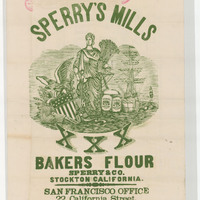 SPERRY'S MILLS
XXX
BAKERS FLOUR
SPERRY & CO.
STOCKTON CALIFORNIA.
SAN FRANCISCO OFFICE
22 California Street